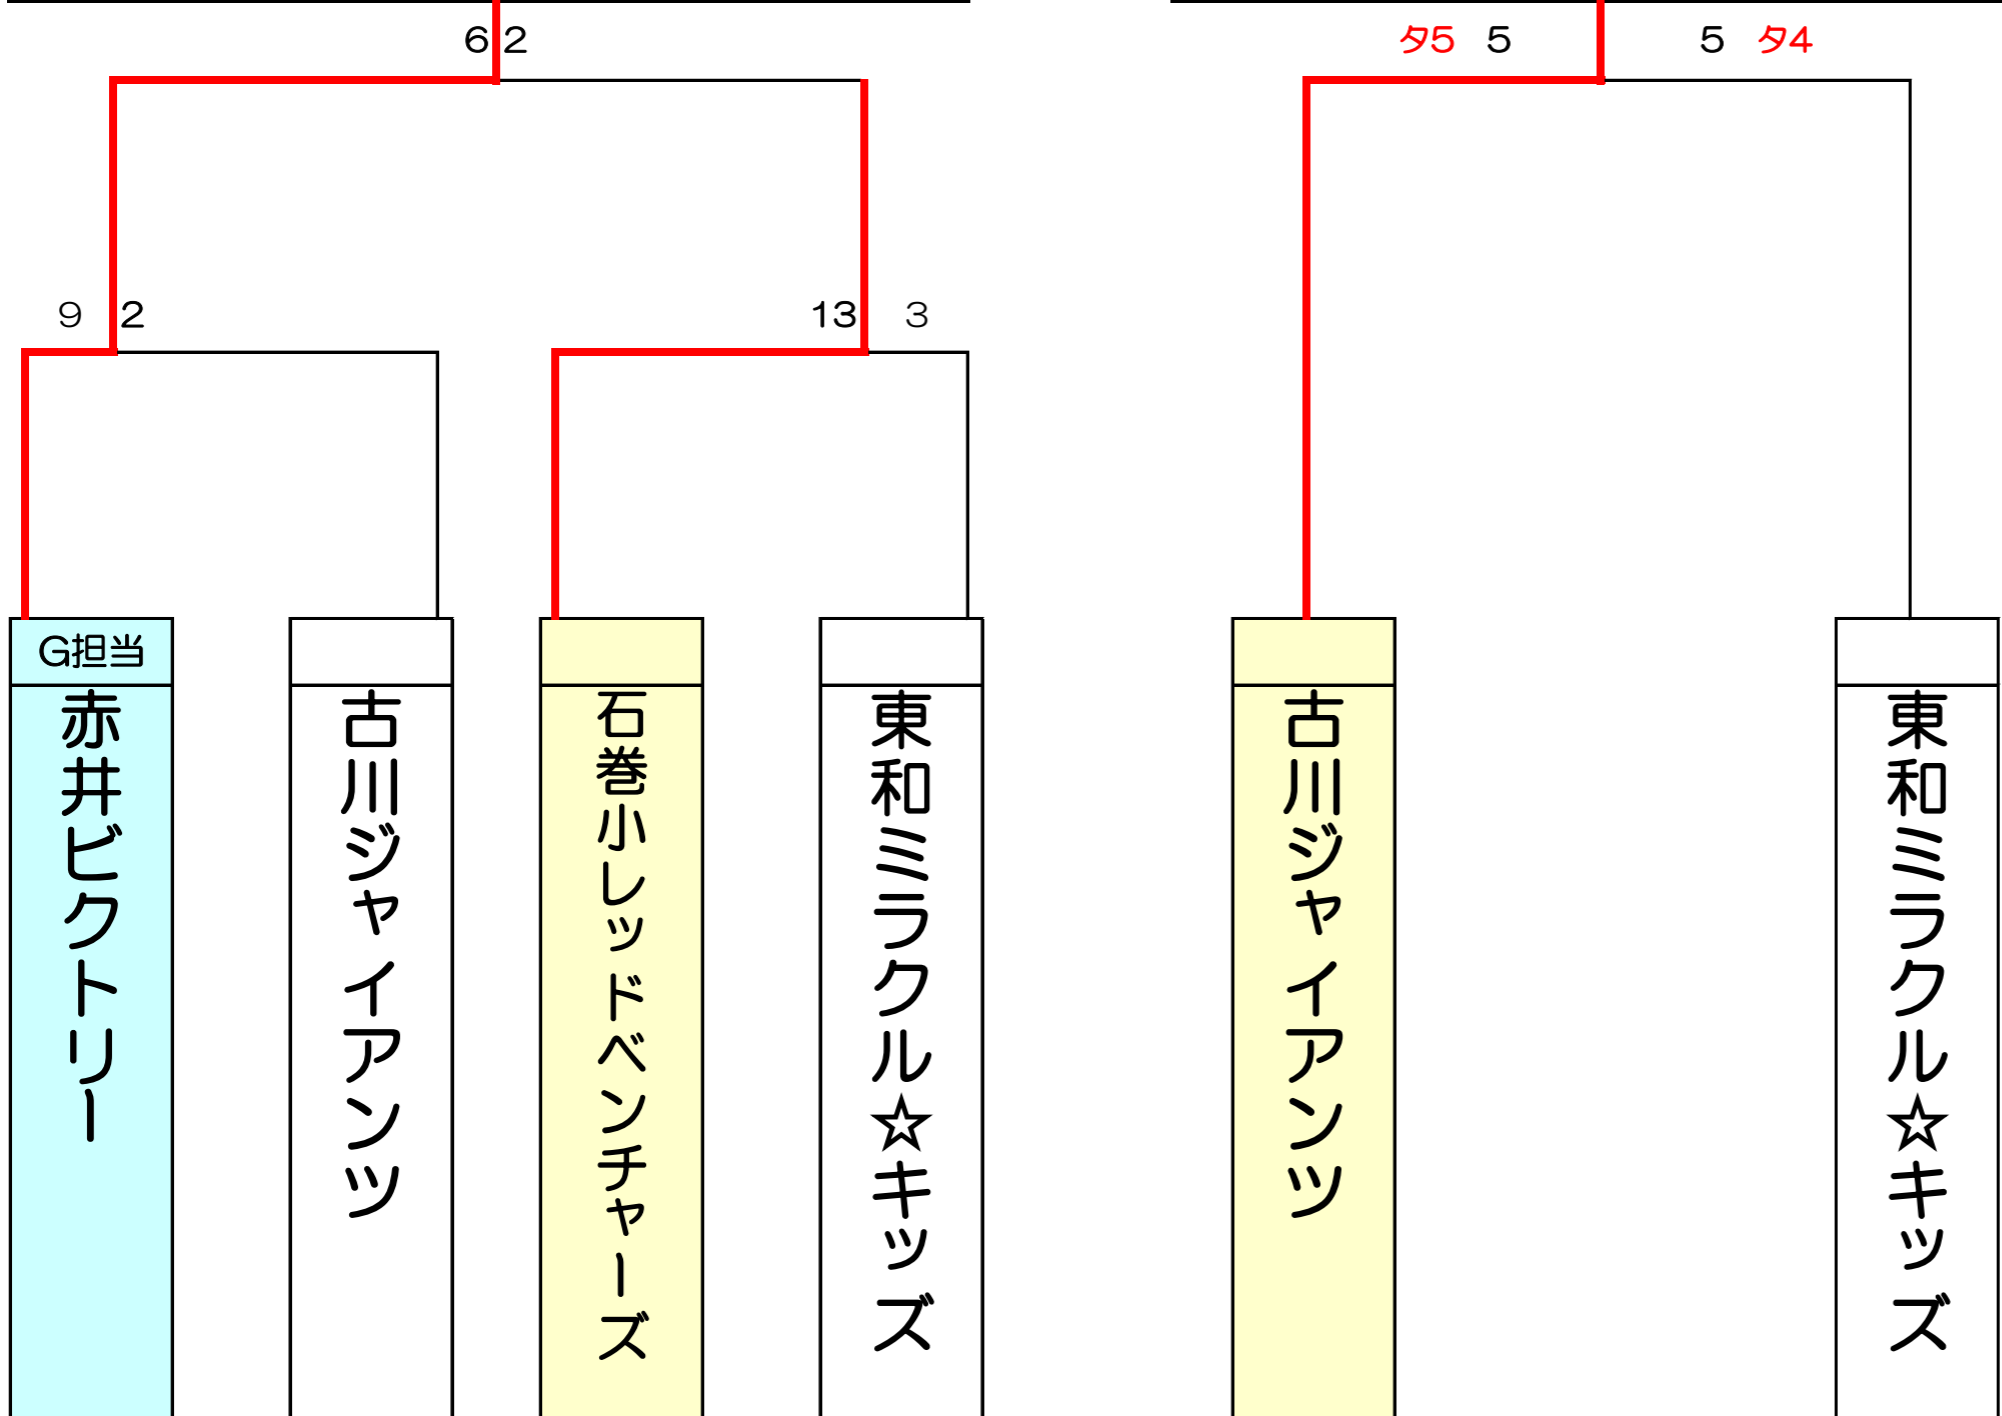 6 2
タ5 5 5 タ4
9 2
13 3
G担当
赤井ビクトリー
古川ジャイアンツ
石巻小レッドベンチャーズ
東和ミラクル☆キッズ
古川ジャイアンツ
東和ミラクル☆キッズ